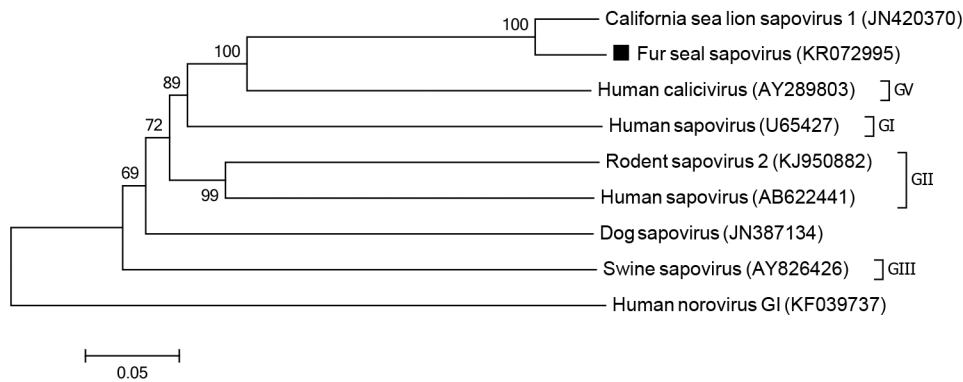 California sea lion sapovirus 1 (JN420370)
100
Fur seal sapovirus (KR072995)
100
Human calicivirus (AY289803) GV
89
Human sapovirus (U65427) GI
72
Rodent sapovirus 2 (KJ950882)
69
GII
99
Human sapovirus (AB622441)
Dog sapovirus (JN387134)
Swine sapovirus (AY826426) GIII
Human norovirus GI (KF039737)
0.05